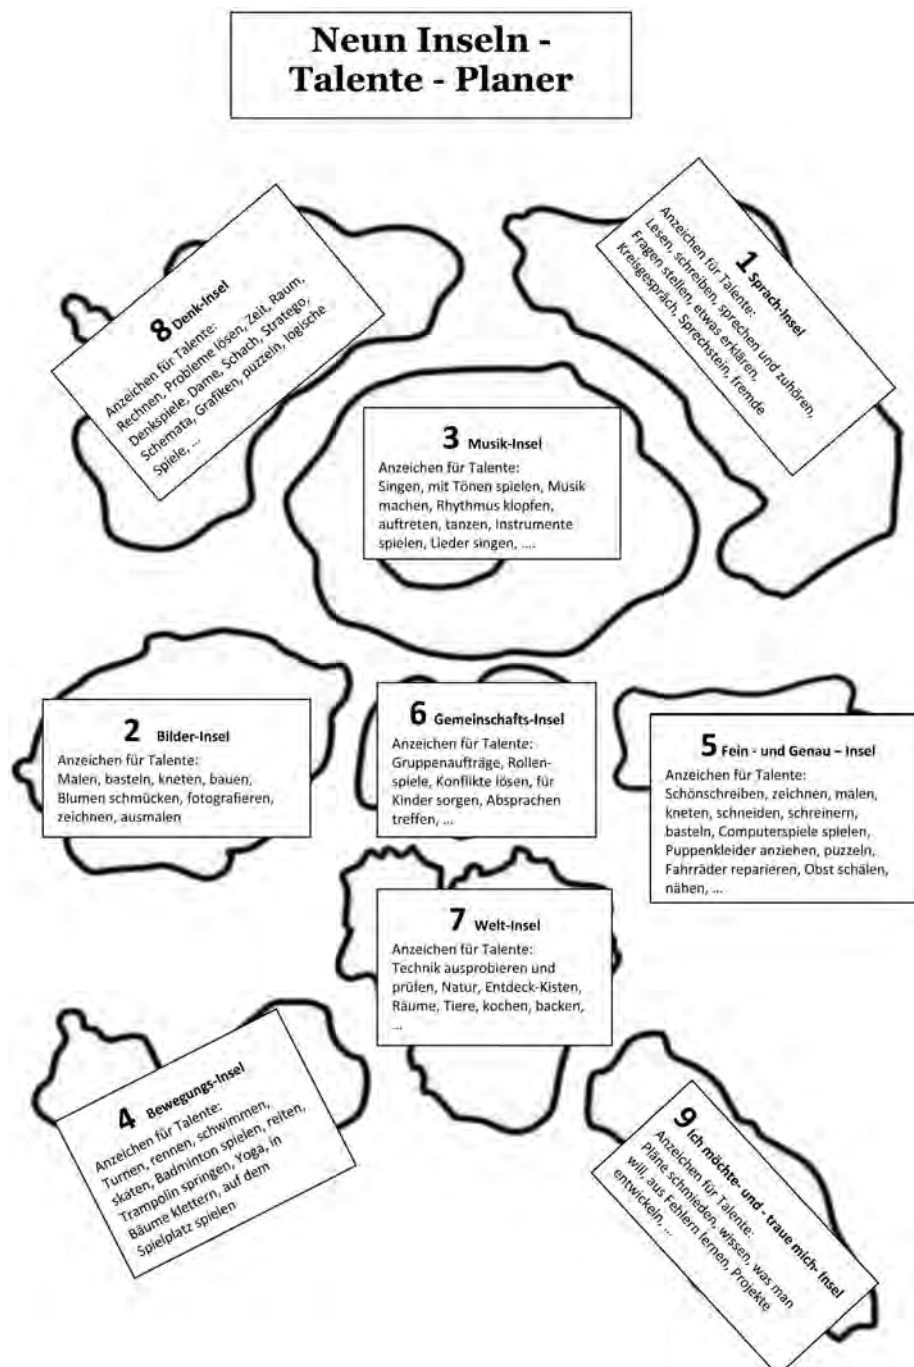 Neun Inseln -
Talente - Planer
8 Denk-Insel
Anzeichen für Talente:
Rechnen, Probleme lösen, Zeit, Raum,
Denkspiele, Dame, Schach, Stratego,
Schemata, Grafiken, puzzeln, logische
Spiele, ...
1 Sprach-Insel
Anzeichen für Talente:
Lesen, schreiben, sprechen und zuhören,
Fragen stellen, etwas erklären,
Kreisgespräch, Sprechstein, fremde
3 Musik-Insel
Anzeichen für Talente:
Singen, mit Tönen spielen, Musik
machen, Rhythmus klopfen,
auftreten, tanzen, Instrumente
spielen, Lieder singen, ....
2 Bilder-Insel
Anzeichen für Talente:
Malen, basteln, kneten, bauen,
Blumen schmücken, fotografieren,
zeichnen, ausmalen
6 Gemeinschafts-Insel
Anzeichen für Talente:
Gruppenaufträge, Rollen-
spiele, Konflikte lösen, für
Kinder sorgen, Absprachen
treffen, ...
5 Fein - und Genau – Insel
Anzeichen für Talente:
Schönschreiben, zeichnen, malen,
kneten, schneiden, schreinern,
basteln, Computerspiele spielen,
Puppenkleider anziehen, puzzeln,
Fahrräder reparieren, Obst schälen,
nähen, ...
7 Welt-Insel
Anzeichen für Talente:
Technik ausprobieren und
prüfen, Natur, Entdeck-Kisten,
Räume, Tiere, kochen, backen,
...
4 Bewegungs-Insel
Anzeichen für Talente:
Turnen, rennen, schwimmen,
skaten, Badminton spielen, reiten,
Trampolin springen, Yoga, in
Bäume Klettern, auf dem
Spielplatz spielen
9 Ich möchte- und - traue mich- Insel
Anzeichen für Talente:
Pläne schmieden, wissen, was man
will, aus Fehlern lernen, Projekte
entwickeln, ...